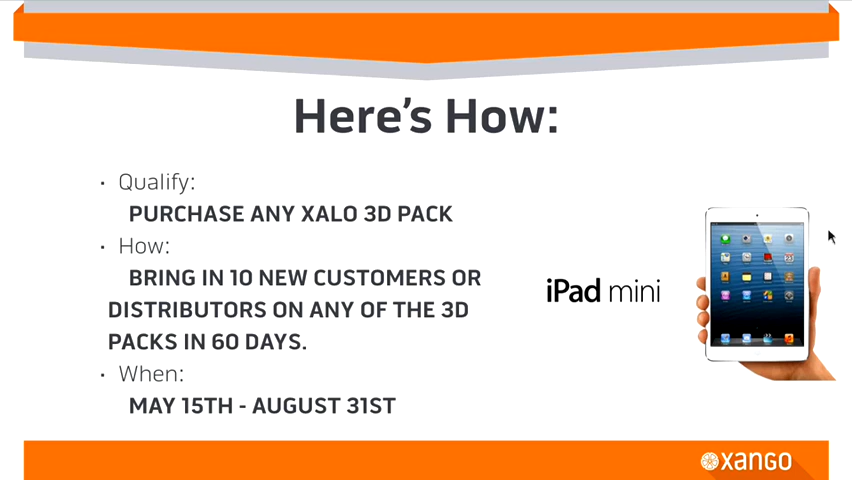 Here's How:
• Qualify:
PURCHASE ANY XALO 3D PACK
• How:
BRING IN 10 NEW CUSTOMERS OR
DISTRIBUTORS ON ANY OF THE 3D
PACKS IN 60 DAYS.
• When:
MAY 15TH - AUGUST 31ST
iPad mini
xango